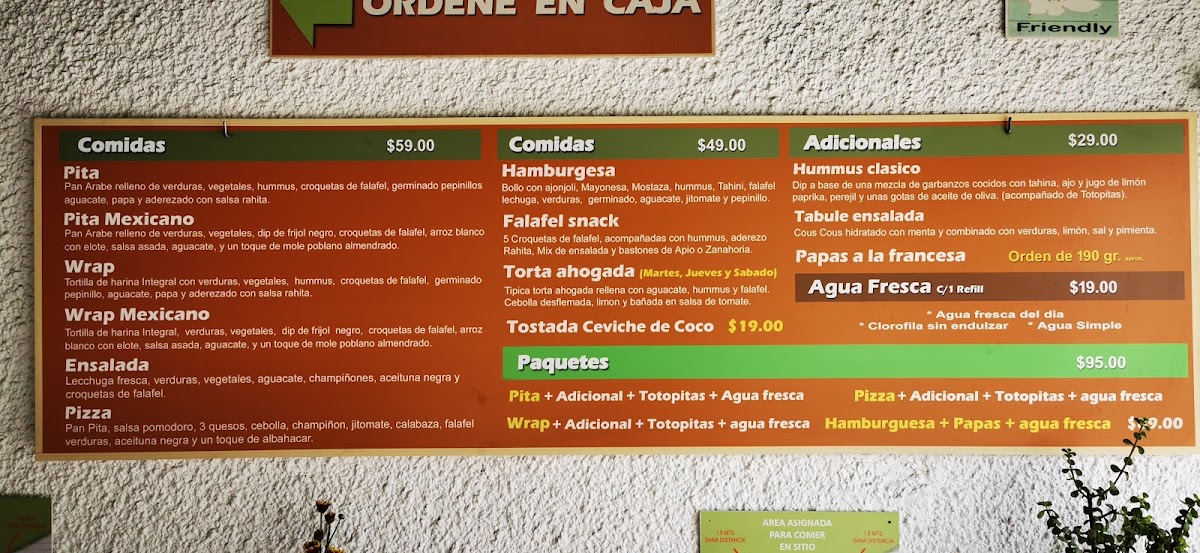 ORDENE EN CAJA
Friendly
Comidas $59.00
Pita
Pan Arabe relleno de verduras, vegetales, hummus, croquetas de falafel, germinado pepinillos
aguacate, papa y aderezado con salsa rahita.
Pita Mexicano
Pan Arabe relleno de verduras, vegetales, dip de frijol negro, croquetas de falafel, arroz blanco
con elote, salsa asada, aguacate, y un toque de mole poblano almendrado.
Wrap
Tortilla de harina Integral con verduras, vegetales, hummus, croquetas de falafel, germinado
pepinillo, aguacate, papa y aderezado con salsa rahita.
Wrap Mexicano
Tortilla de harina Integral, verduras, vegetales, dip de frijol negro, croquetas de falafel, arroz
blanco con elote, salsa asada, aguacate, y un toque de mole poblano almendrado.
Ensalada
Lecchuga fresca, verduras, vegetales, aguacate, champiñones, aceituna negra y
croquetas de falafel.
Pizza
Pan Pita, salsa pomodoro, 3 quesos, cebolla, champiñon, jitomate, calabaza, falafel
verduras, aceituna negra y un toque de albahacar.
Comidas $49.00
Hamburgesa
Bollo con ajonjoli, Mayonesa, Mostaza, hummus, Tahini, falafel
lechuga, verduras, germinado, aguacate, jitomate y pepinillo.
Falafel snack
5 Croquetas de falafel, acompañadas con hummus, aderezo
Rahita, Mix de ensalada y bastones de Apio o Zanahoria.
Torta ahogada (Martes, Jueves y Sabado)
Tipica torta ahogada rellena con aguacate, hummus y falafel.
Cebolla desflemada, limon y bañada en salsa de tomate.
Tostada Ceviche de Coco $19.00
Adicionales $29.00
Hummus clasico
Dip a base de una mezcla de garbanzos cocidos con tahina, ajo y jugo de limón
paprika, perejil y unas gotas de aceite de oliva. (acompañado de Totopitas).
Tabule ensalada
Cous Cous hidratado con menta y combinado con verduras, limón, sal y pimienta.
Papas a la francesa Orden de 190 gr. aprox.
Agua Fresca C/1 Refill $19.00
* Agua fresca del dia
* Clorofila sin endulzar * Agua Simple
Paquetes $95.00
Pita + Adicional + Totopitas + Agua fresca
Pizza + Adicional + Totopitas + agua fresca
Wrap + Adicional + Totopitas + agua fresca
Hamburguesa + Papas + agua fresca
AREA ASIGNADA
PARA COMER
EN SITIO
1.5 MTS
SANA DISTANCIA
1.5 MTS
SANA DISTANCIA